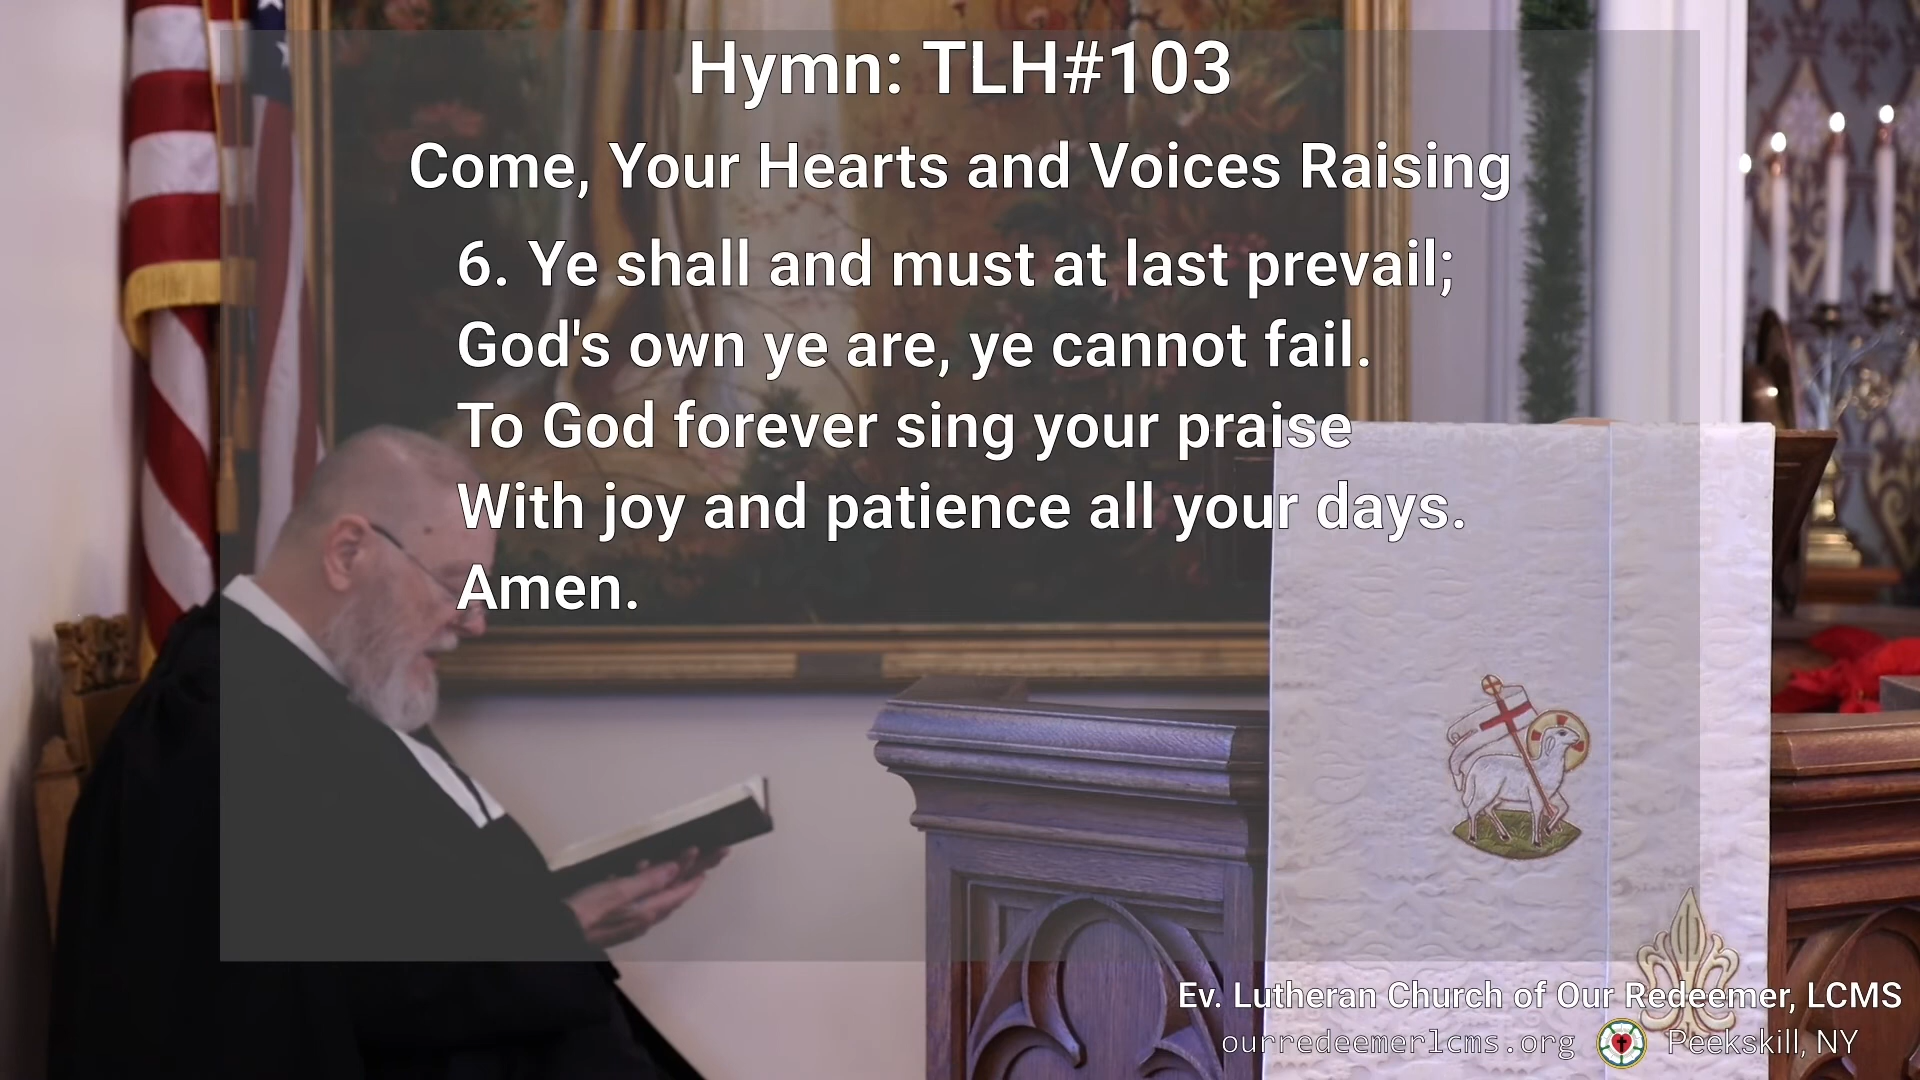 Hymn: TLH#103
Come, Your Hearts and Voices Raising
6. Ye shall and must at last prevail;
God's own ye are, ye cannot fail.
To God forever sing your praise
With joy and patience all your days.
Amen.
Ev. Lutheran Church of Our Redeemer, LCMS
ourredeemerlcms.org Peekskill, NY